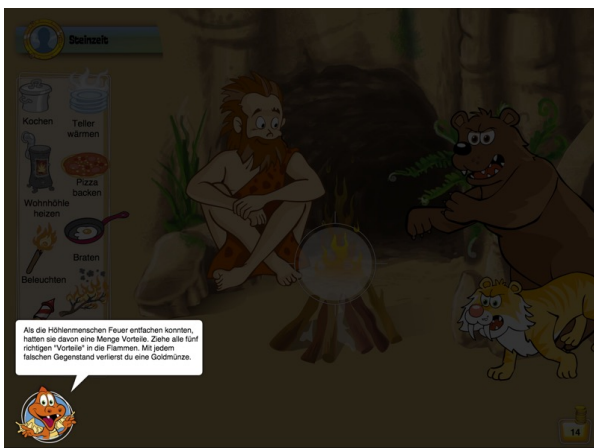 Steinzeit
Kochen
Teller
wärmen
Pizza
backen
Wohnhöhle
heizen
Braten
Beleuchten
Als die Höhlenmenschen Feuer entfachen konnten,
hatten sie davon eine Menge Vorteile. Ziehe alle fünf
richtigen "Vorteile" in die Flammen. Mit jedem
falschen Gegenstand verlierst du eine Goldmünze.
14